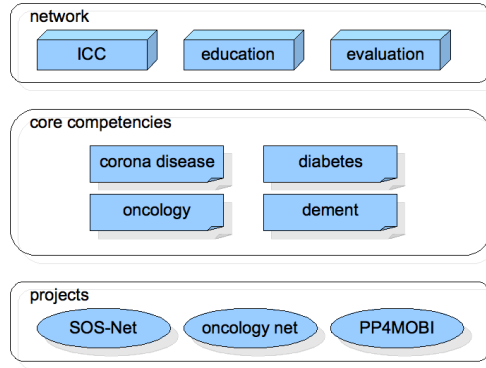 network
ICC
education
evaluation
core competencies
corona disease
diabetes
oncology
dement
projects
SOS-Net
oncology net
PP4MOBI